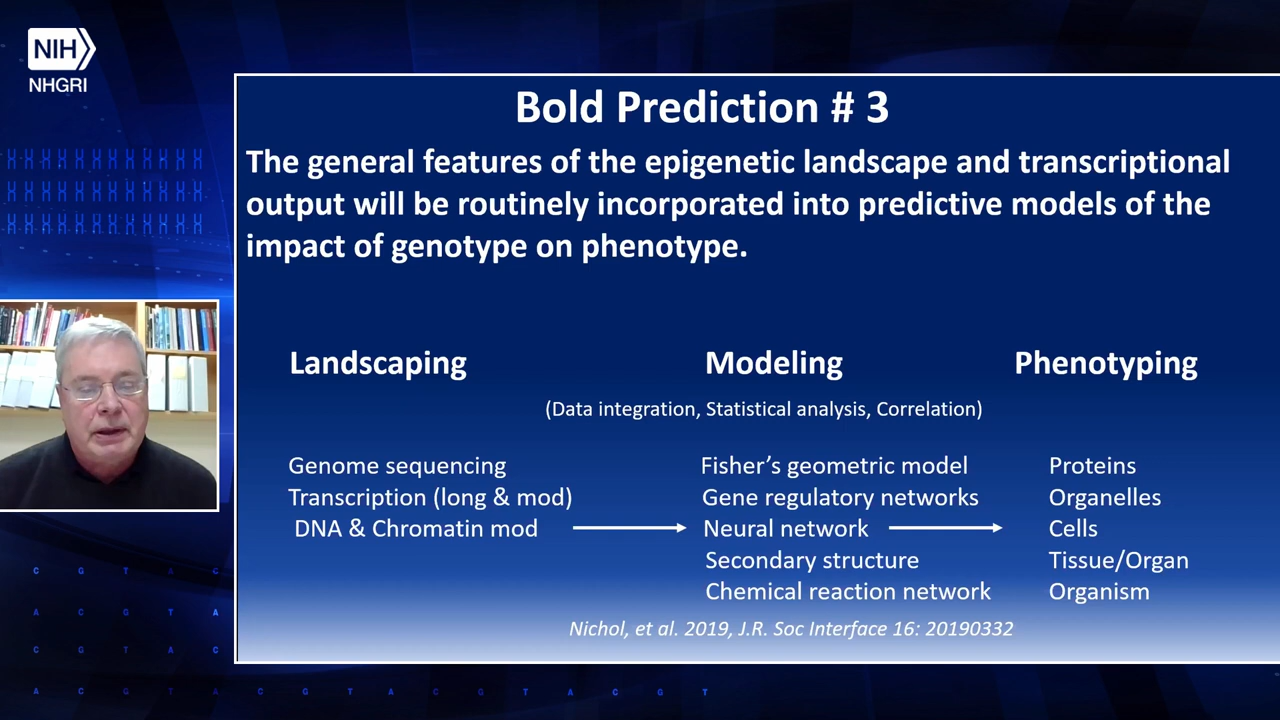 NIH
NHGRI
Bold Prediction # 3
The general features of the epigenetic landscape and transcriptional
output will be routinely incorporated into predictive models of the
impact of genotype on phenotype.
Landscaping
Modeling
Phenotyping
(Data integration, Statistical analysis, Correlation)
Genome sequencing
Transcription (long & mod)
DNA & Chromatin mod
Fisher’s geometric model
Gene regulatory networks
Neural network
Secondary structure
Chemical reaction network
Proteins
Organelles
Cells
Tissue/Organ
Organism
Nichol, et al. 2019, J.R. Soc Interface 16: 20190332
C G T A C
A C G T A
C G T A C
A C G T A C G T A C G T A C G T